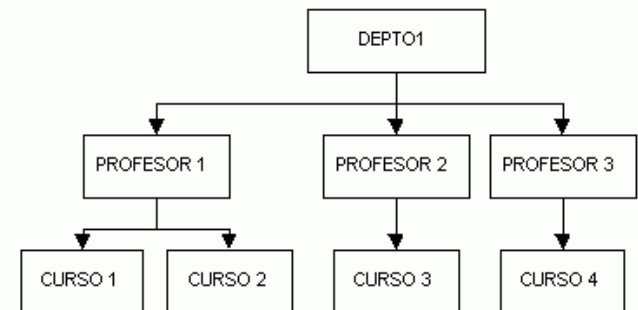 DEPTO1
PROFESOR 1
PROFESOR 2
PROFESOR 3
CURSO 1
CURSO 2
CURSO 3
CURSO 4